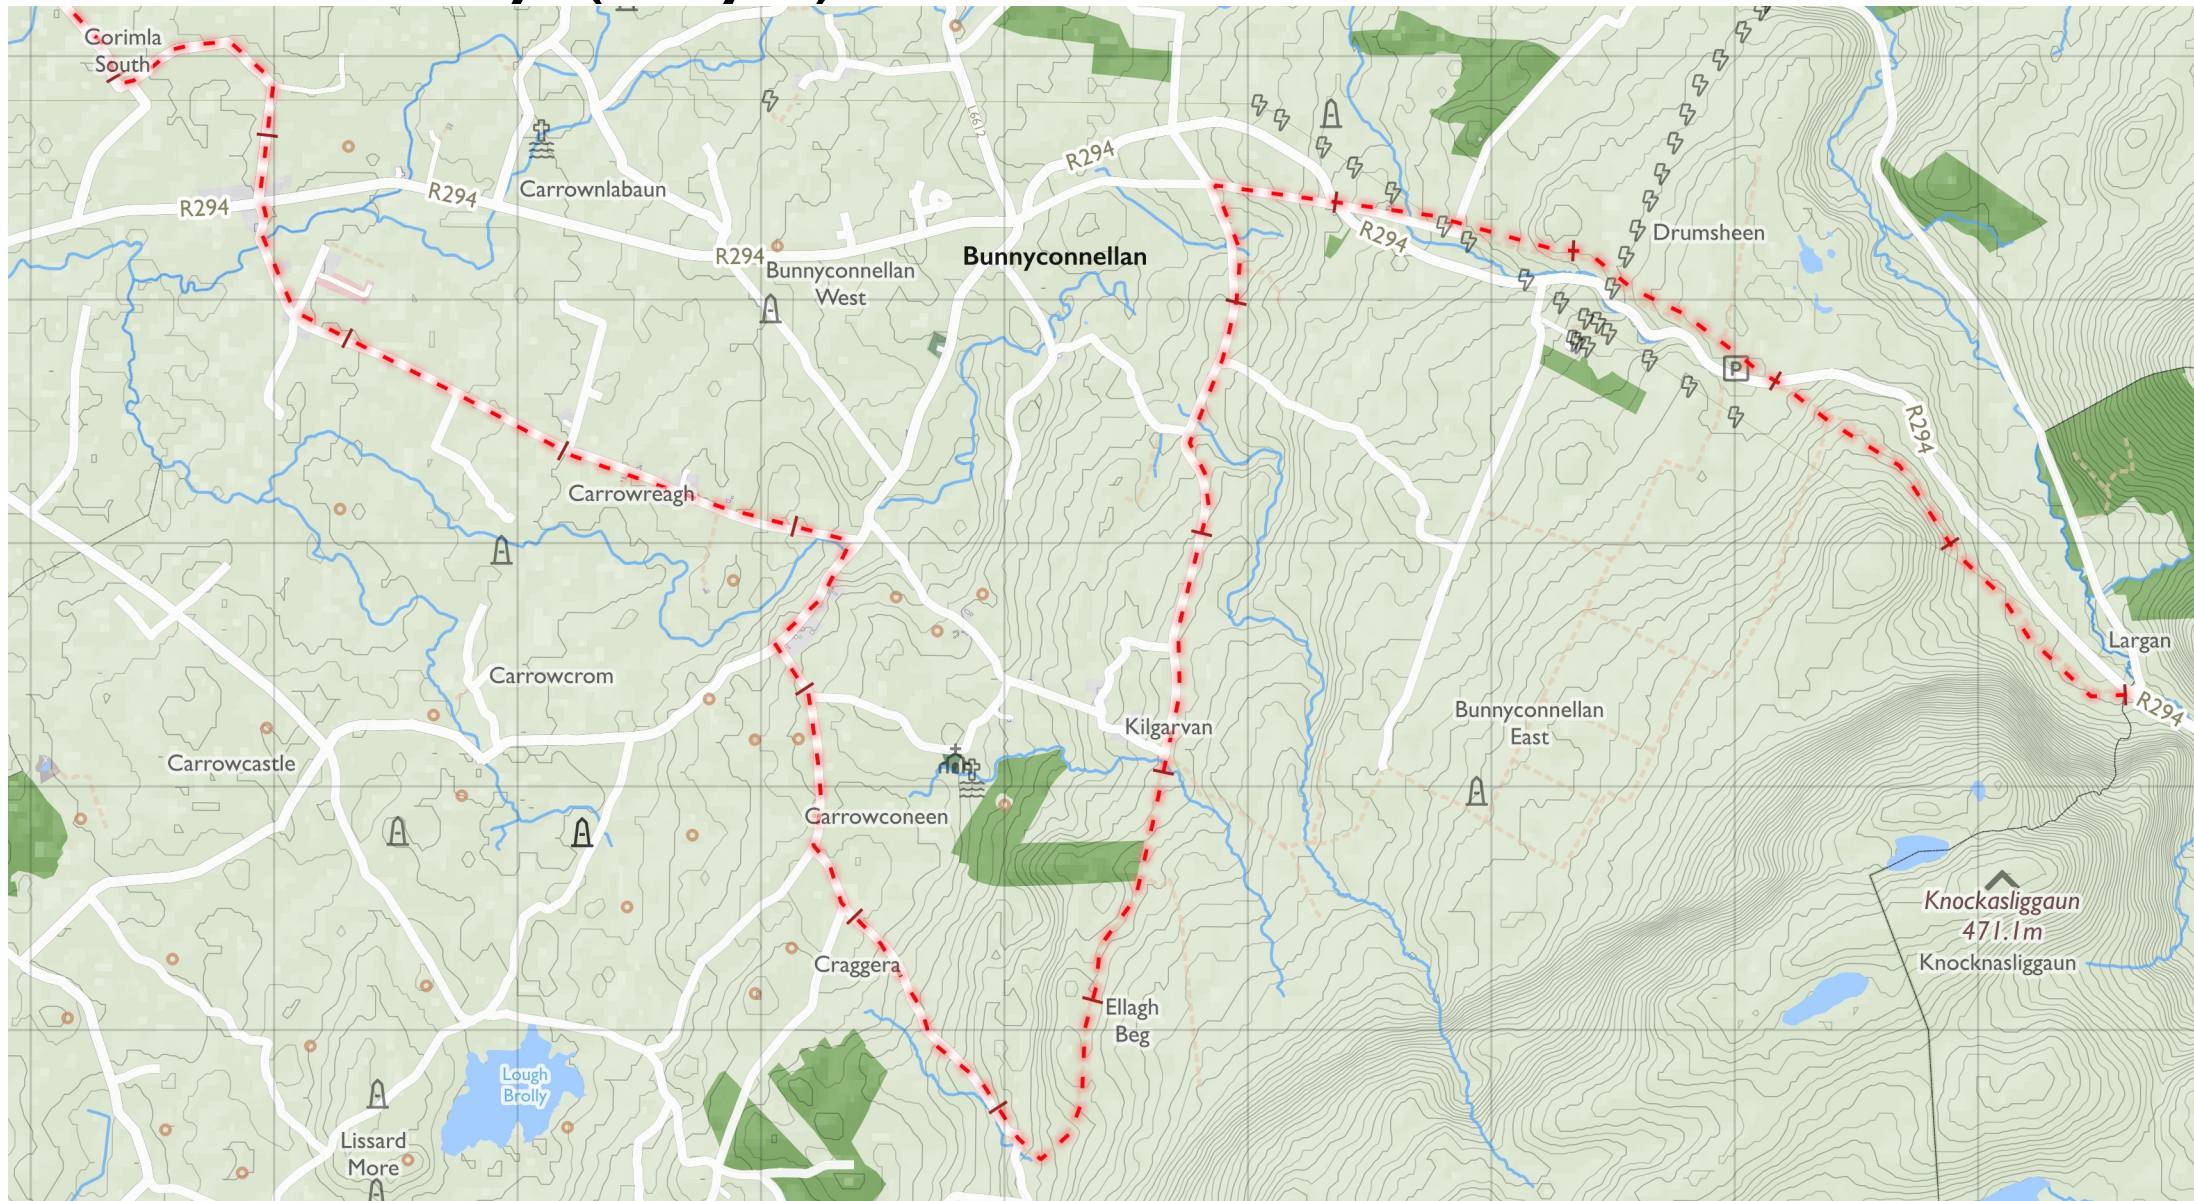 Gorimla
South
L6612
R294
R294
R294
Carrownlabaun
R294
R294
Drumsheen
Bunnyconnellan
Bunnyconnellan
West
P
R294
Carrowreagh
Largan
Carrowcrom
R294
Bunnyconnellan
East
Kilgarvan
Carrowcastle
Carrowconeen
Knockasliggaun
471.1m
Knocknasliggaun
Craggera
Ellagh
Beg
Lough
Brolly
Lissard
More